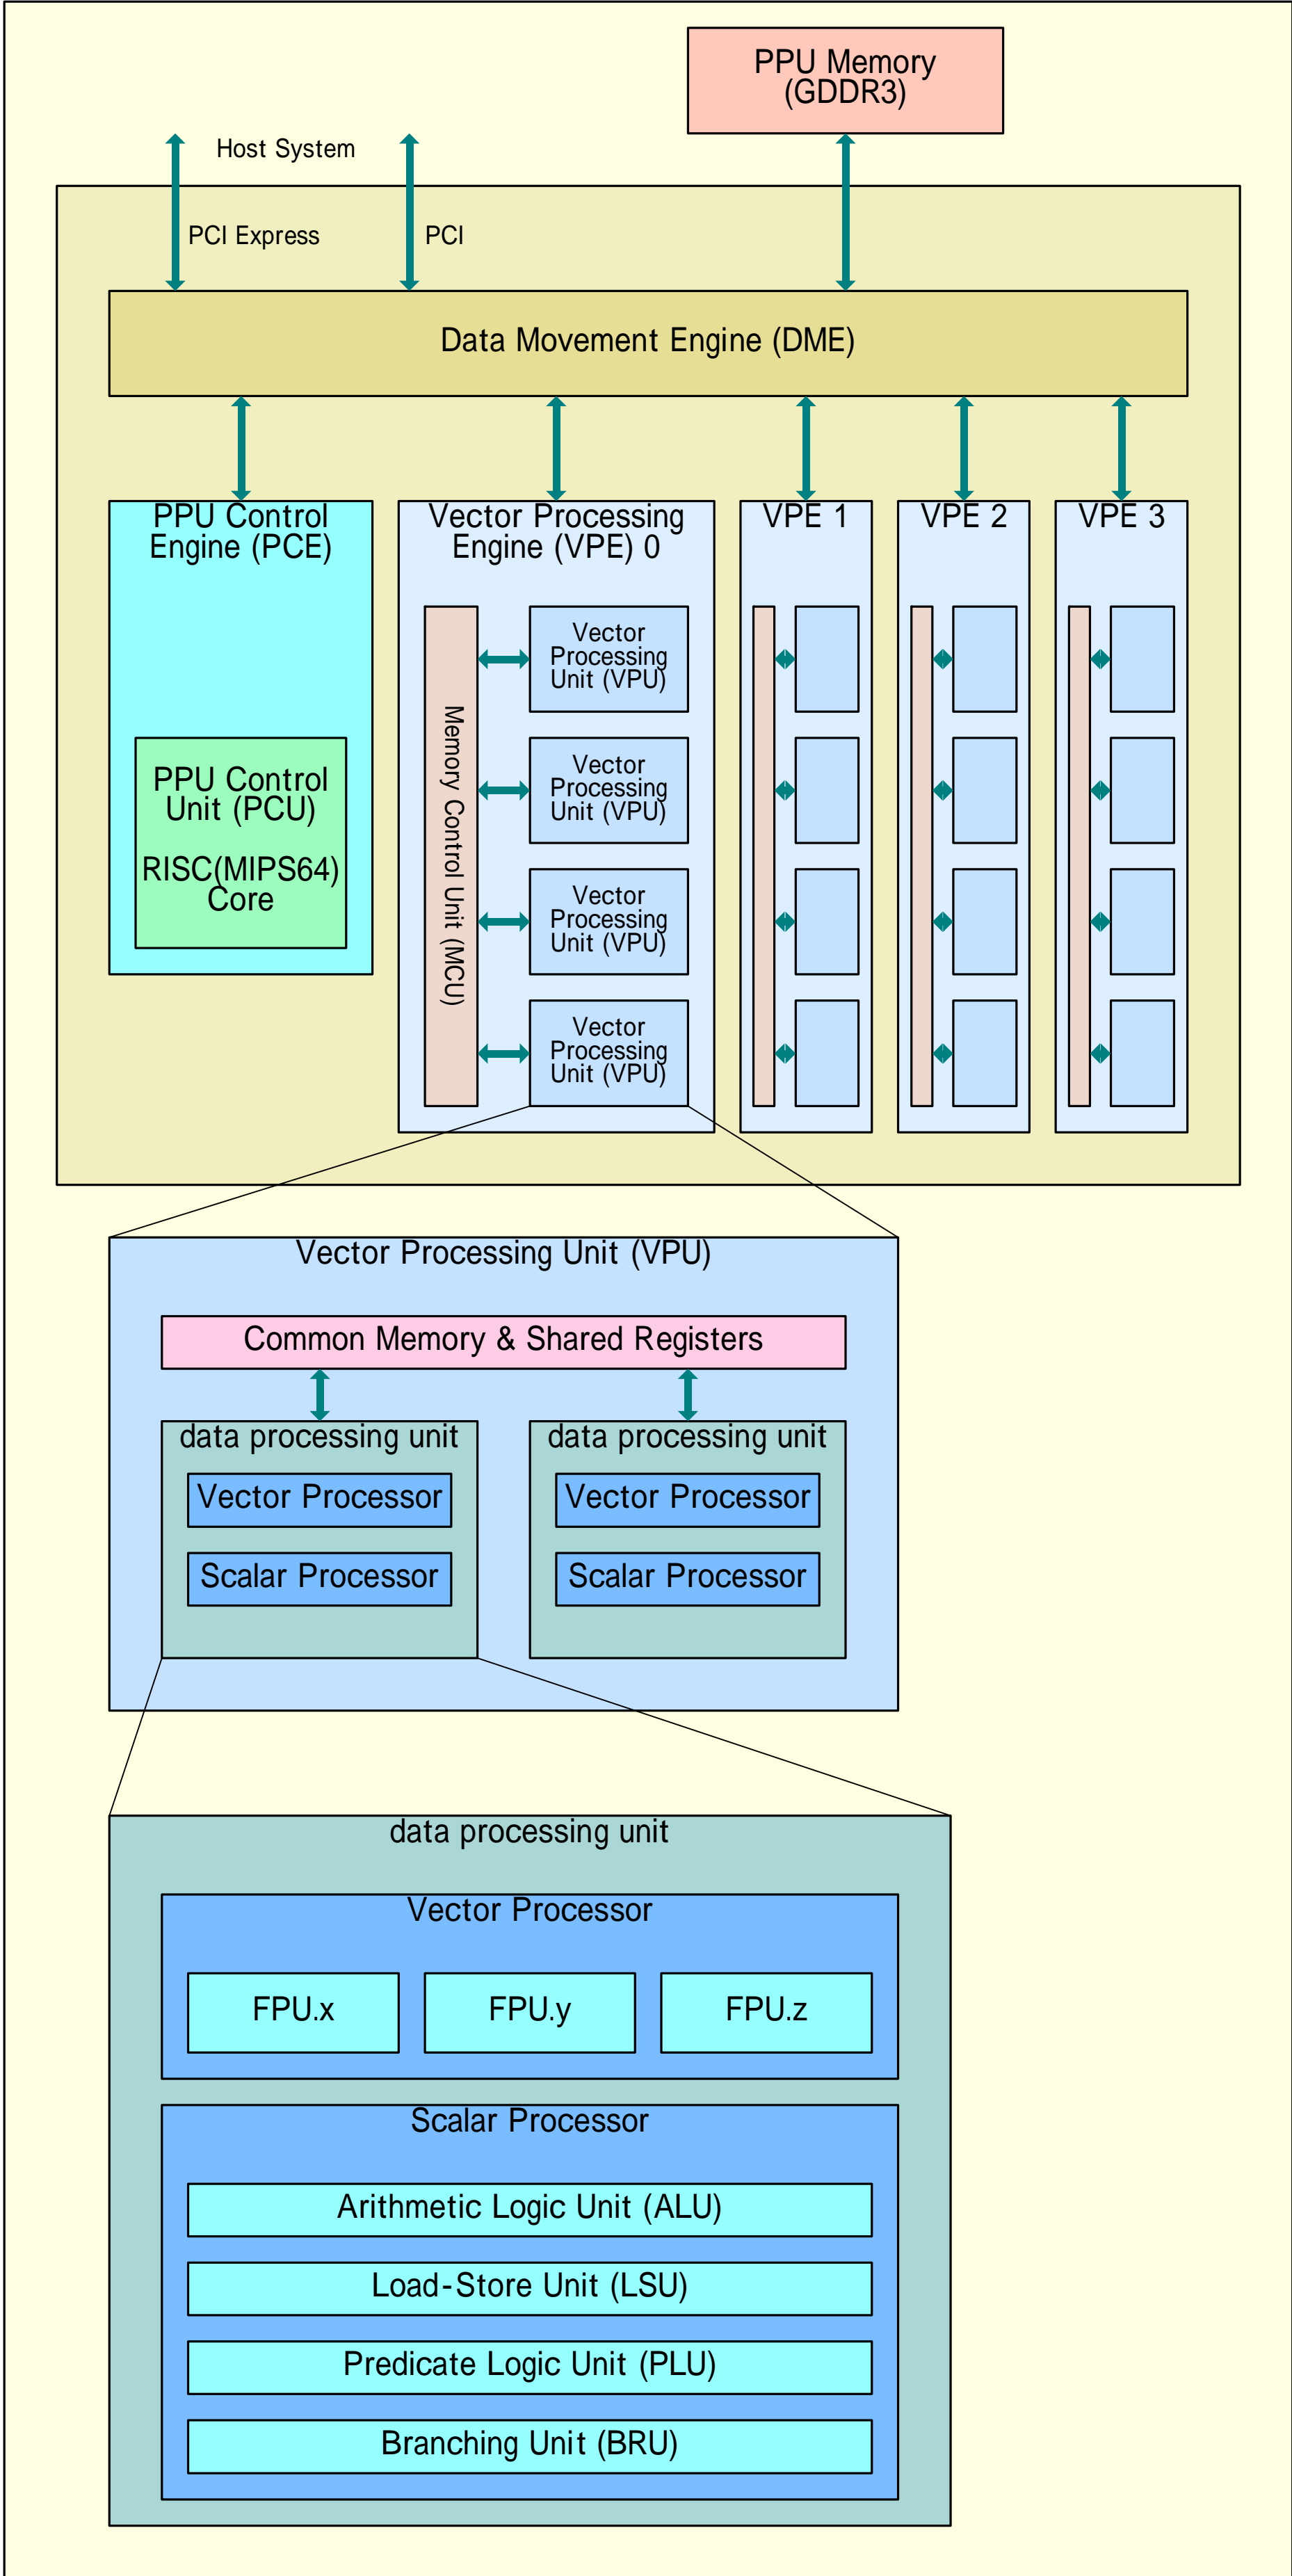 PPU Memory
(GDDR3)
Host System
PCI Express
PCI
Data Movement Engine (DME)
PPU Control
Engine (PCE)
PPU Control
Unit (PCU)
RISC(MIPS64)
Core
Vector Processing
Engine (VPE) 0
Memory Control Unit (MCU)
Vector
Processing
Unit (VPU)
Vector
Processing
Unit (VPU)
Vector
Processing
Unit (VPU)
Vector
Processing
Unit (VPU)
VPE 1
VPE 2
VPE 3
Vector Processing Unit (VPU)
Common Memory & Shared Registers
data processing unit
Vector Processor
Scalar Processor
data processing unit
Vector Processor
Scalar Processor
data processing unit
Vector Processor
FPU.x
FPU.y
FPU.z
Scalar Processor
Arithmetic Logic Unit (ALU)
Load-Store Unit (LSU)
Predicate Logic Unit (PLU)
Branching Unit (BRU)